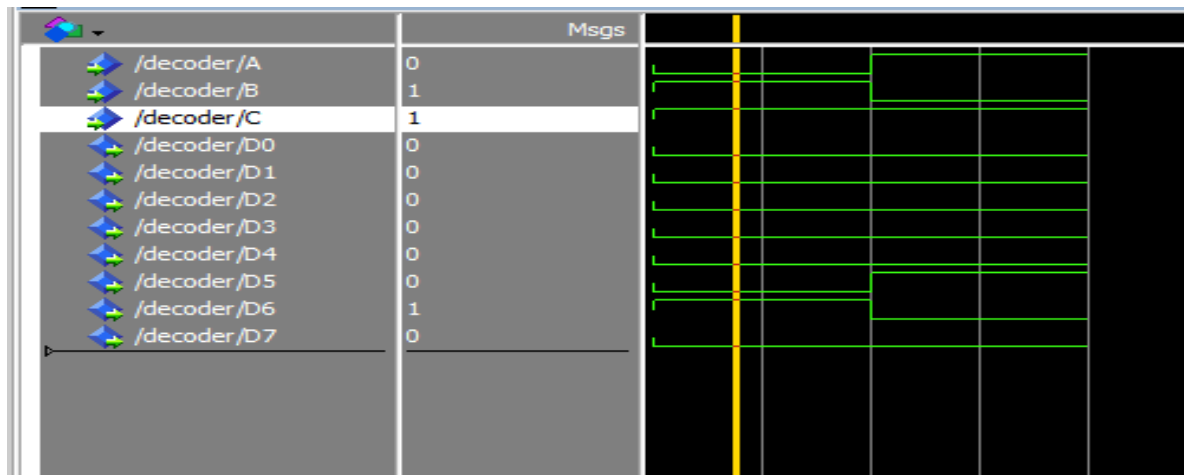 Msgs
/decoder/A 0
/decoder/B 1
/decoder/C 1
/decoder/D0 0
/decoder/D1 0
/decoder/D2 0
/decoder/D3 0
/decoder/D4 0
/decoder/D5 0
/decoder/D6 1
/decoder/D7 0